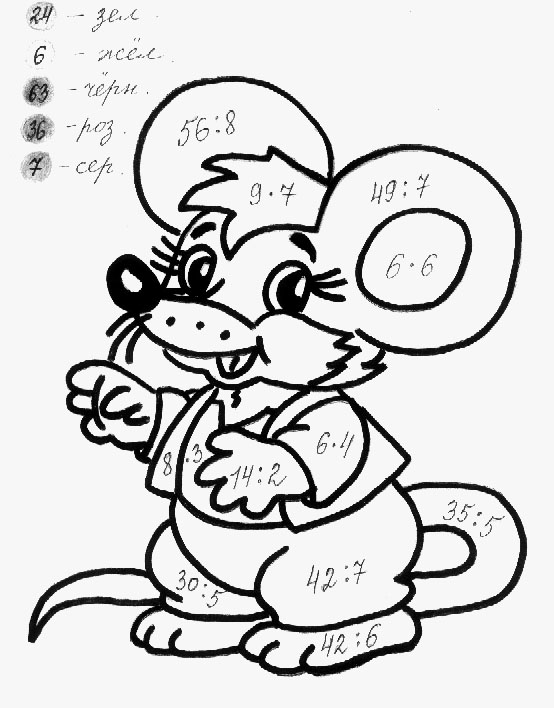 24 - зел.
6 - жёл.
63 - чёрн.
36 - роз.
7 - сер.
56:8
9·7
49:7
6·6
6·4
8·3
14:2
35:5
30:5
42:7
42:6